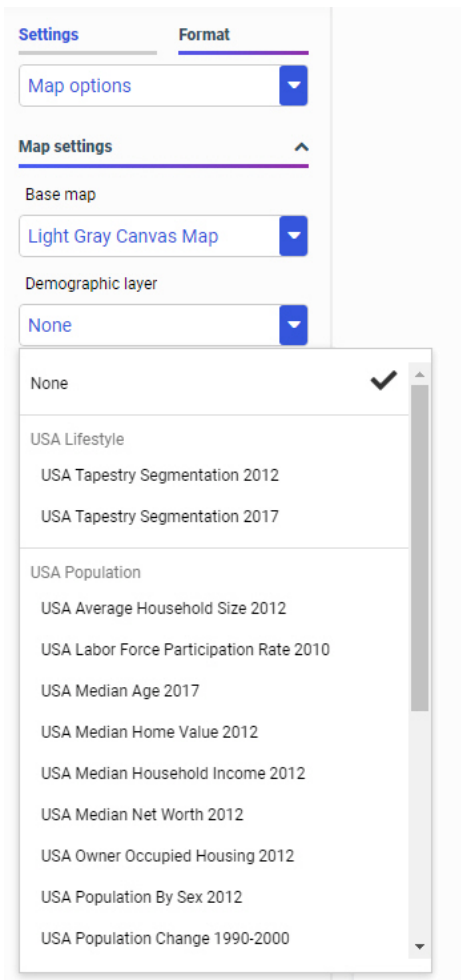 Settings Format
Map options
Map settings
Base map
Light Gray Canvas Map
Demographic layer
None
None
USA Lifestyle
USA Tapestry Segmentation 2012
USA Tapestry Segmentation 2017
USA Population
USA Average Household Size 2012
USA Labor Force Participation Rate 2010
USA Median Age 2017
USA Median Home Value 2012
USA Median Household Income 2012
USA Median Net Worth 2012
USA Owner Occupied Housing 2012
USA Population By Sex 2012
USA Population Change 1990-2000